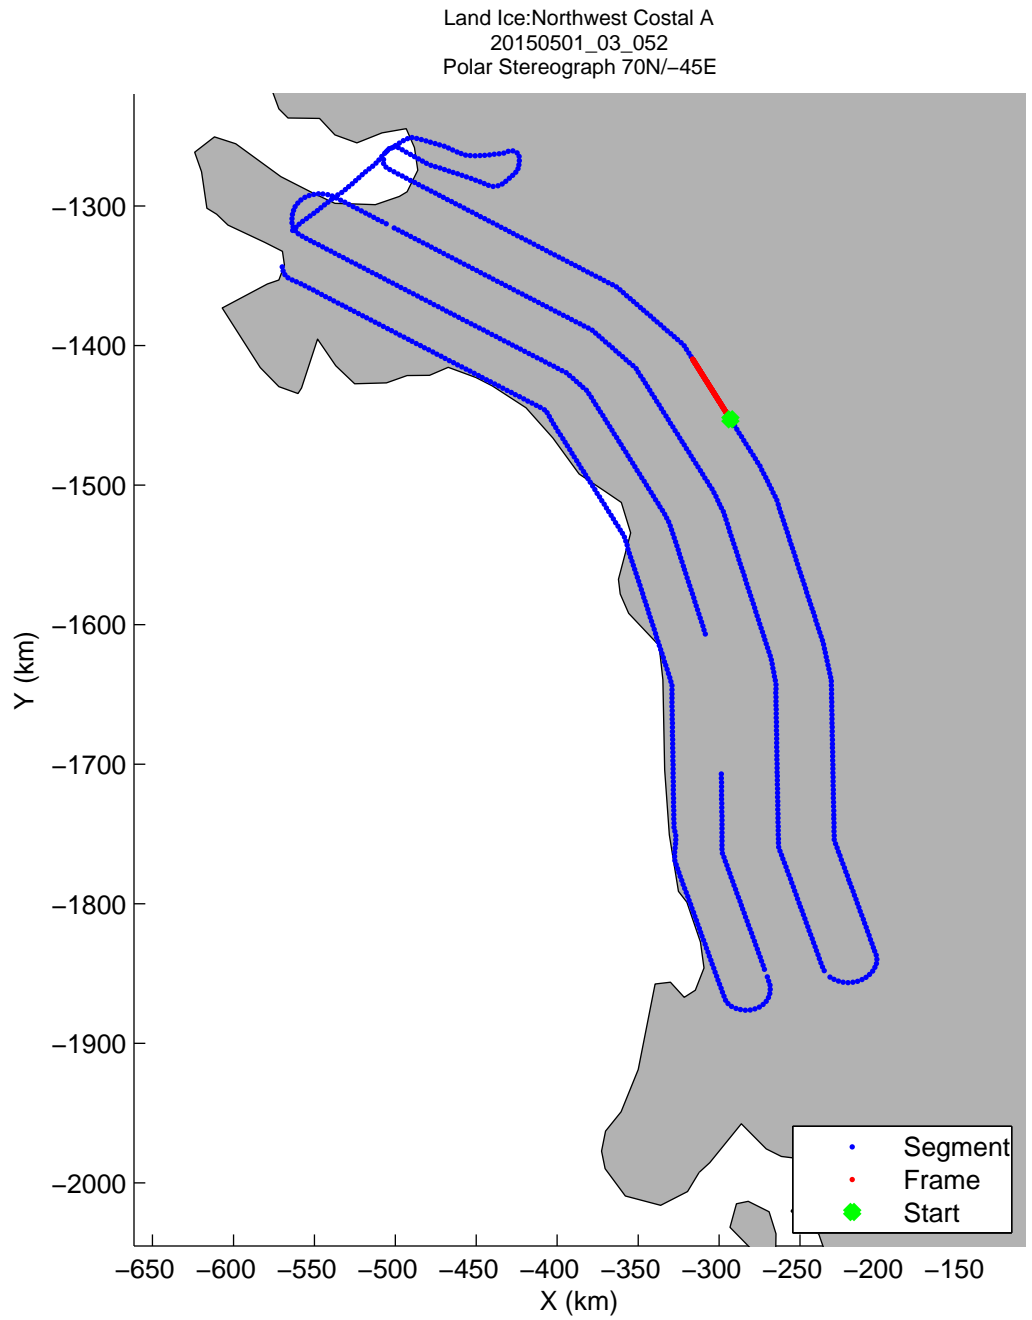 Land Ice:Northwest Costal A
20150501_03_052
Polar Stereograph 70N/−45E
−1300
−1400
−1500
−1600
−1700
−1800
−1900
−2000
Y (km)
Segment
Frame
Start
−650 −600 −550 −500 −450 −400 −350 −300 −250 −200 −150
X (km)